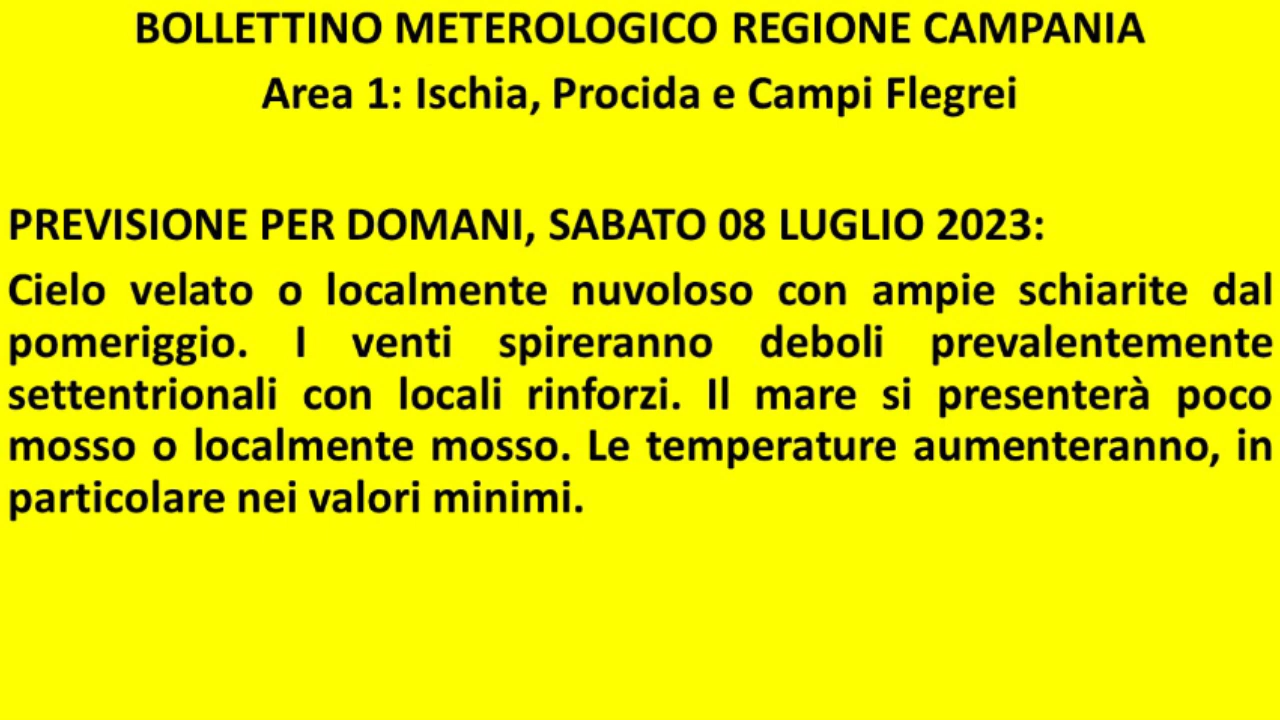 BOLLETTINO METEROLOGICO REGIONE CAMPANIA
Area 1: Ischia, Procida e Campi Flegrei
PREVISIONE PER DOMANI, SABATO 08 LUGLIO 2023:
Cielo velato o localmente nuvoloso con ampie schiarite dal
pomeriggio. I venti spireranno deboli prevalentemente
settentrionali con locali rinforzi. Il mare si presenterà poco
mosso o localmente mosso. Le temperature aumenteranno, in
particolare nei valori minimi.